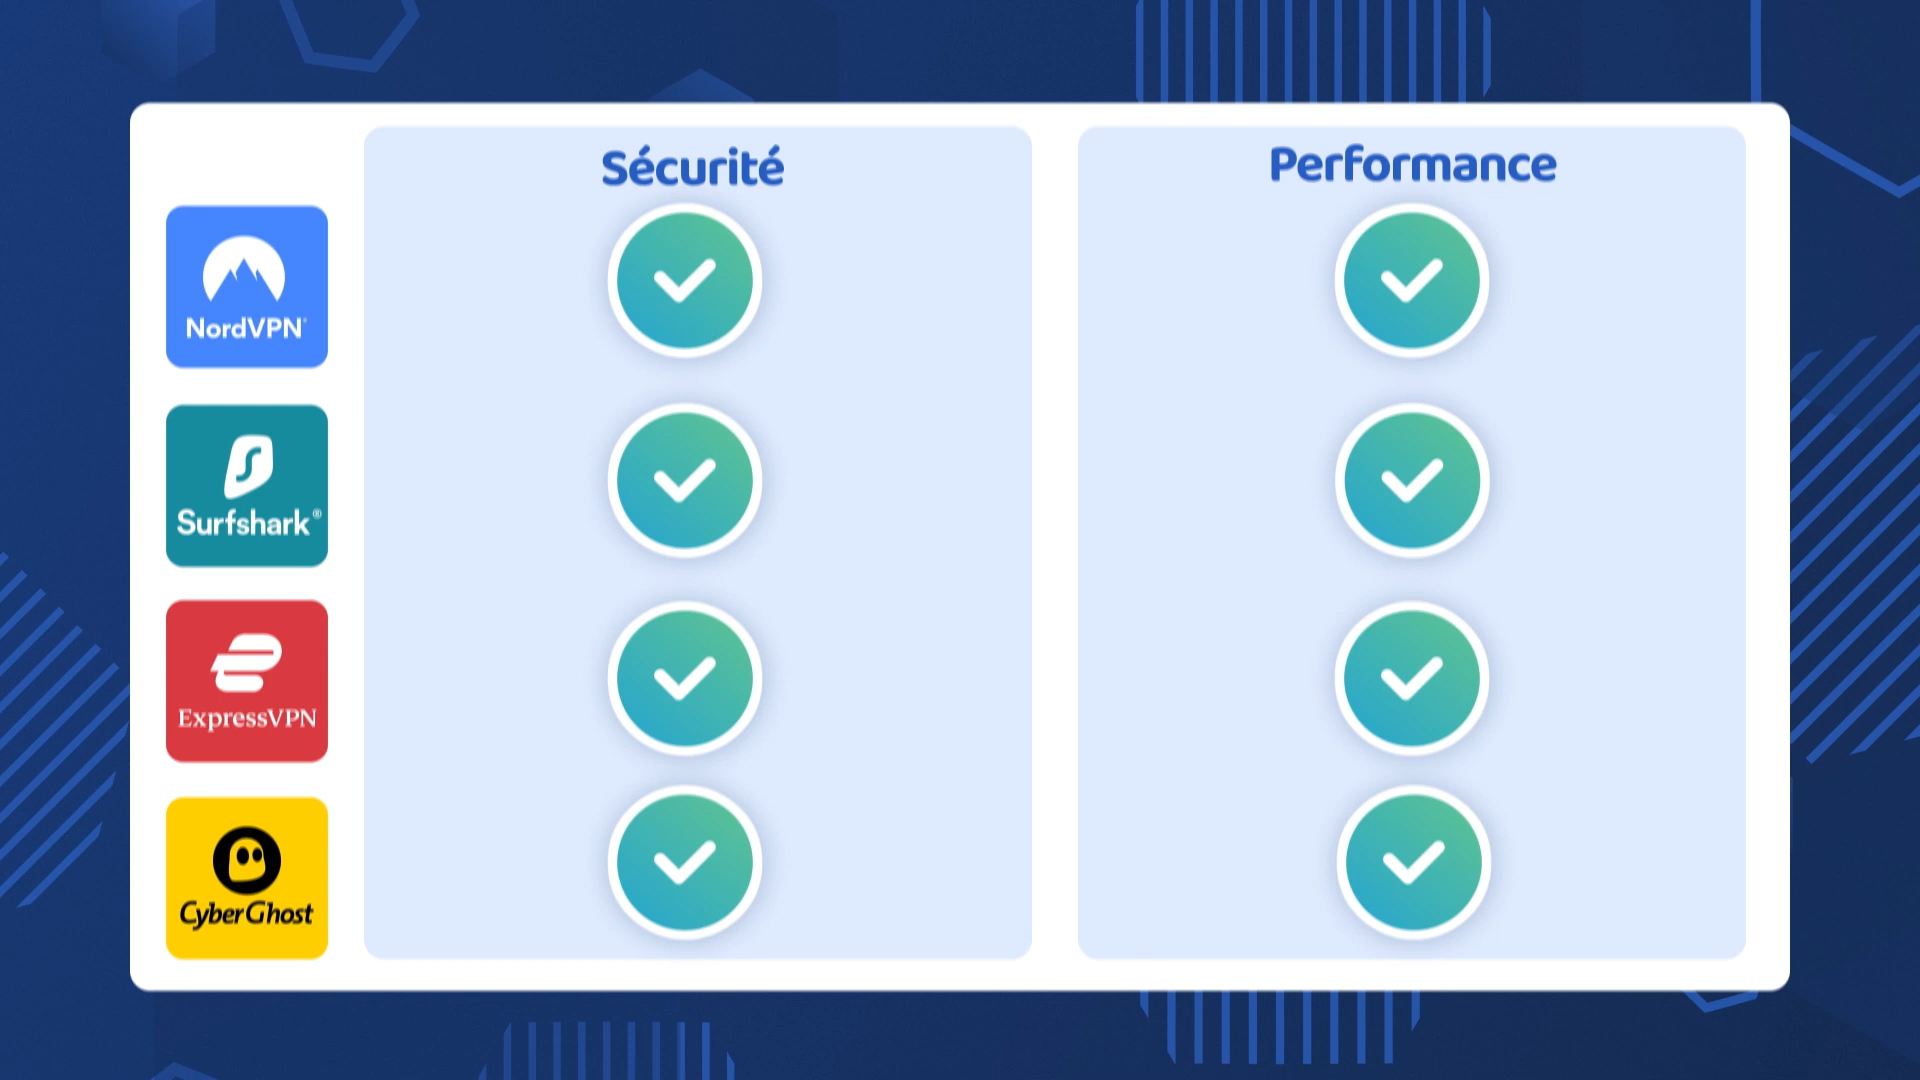 Sécurité
Performance
NordVPN
Surfshark®
ExpressVPN
CyberGhost